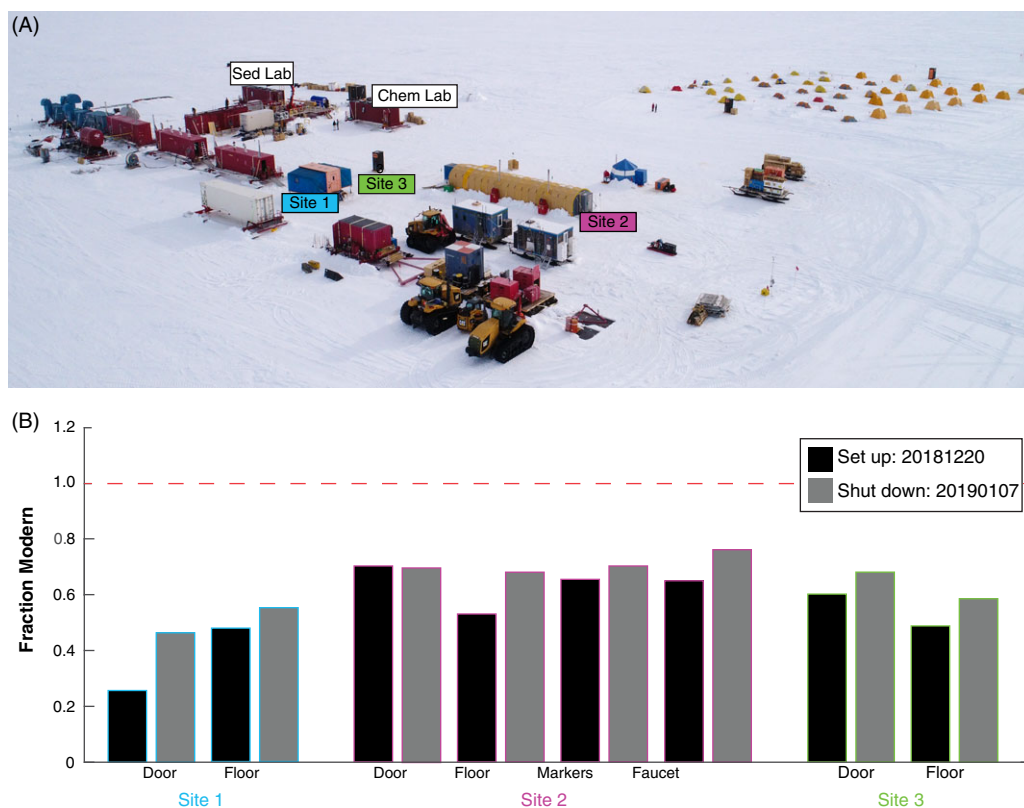 (A)
Sed Lab
Chem Lab
Site 3
Site 1
Site 2
(B)
1.2
1.0
0.8
0.6
0.4
0.2
0
Fraction Modern
Set up: 20181220
Shut down: 20190107
Door Floor Door Floor Markers Faucet Door Floor
Site 1 Site 2 Site 3